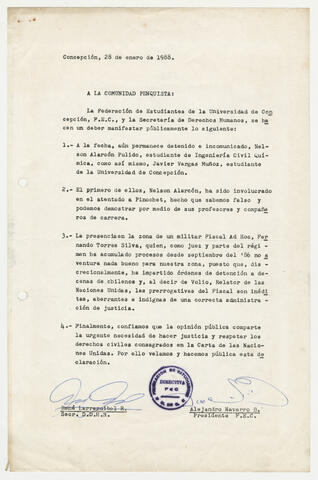 Concepción, 28 de enero de 1988.
A LA COMUNIDAD PENQUISTA:
La Federación de Estudiantes de la Universidad de Con
cepción, F.E.C., y la Secretaría de Derechos Humanos, se ha
cen un deber manifestar públicamente lo siguiente:
1.- A la fecha, aún permanece detenido e incomunicado, Nel-
son Alarcón Pulido, estudiante de Ingeniería Civil Quí-
mica, como así mismo, Javier Vargas Muñoz, estudiante
de la Universidad de Concepción.
2.- El primero de ellos, Nelson Alarcón, ha sido involucrado
en el atentado a Pinochet, hecho que sabemos falso y
podemos demostrar por medio de sus profesores y compañe
ros de carrera.
3.- La presencia en la zona de un militar Fiscal Ad Hoc, Fer
nando Torres Silva, quien, como juez y parte del régi-
men ha acumulado procesos desde septiembre del '86 no a
ventura nada bueno para nuestra zona, puesto que, dis-
crecionalmente, ha impartido órdenes de detención a de-
cenas de chilenos y, al decir de Volio, Relator de las
Naciones Unidas, las prerrogativas del Fiscal son inédi
tas, aberrantes e indignas de una correcta administra-
ción de justicia.
4.- Finalmente, confiamos que la opinión pública comparte
la urgente necesidad de hacer justicia y respetar los
derechos civiles consagrados en la Carta de las Nacio-
nes Unidas. Por ello velamos y hacemos pública esta de
claración.
DIRECTIVA
FEC
René
R.
Secr. D.D.H.H.
Alejandro Navarro B.
Presidente F.E.C.